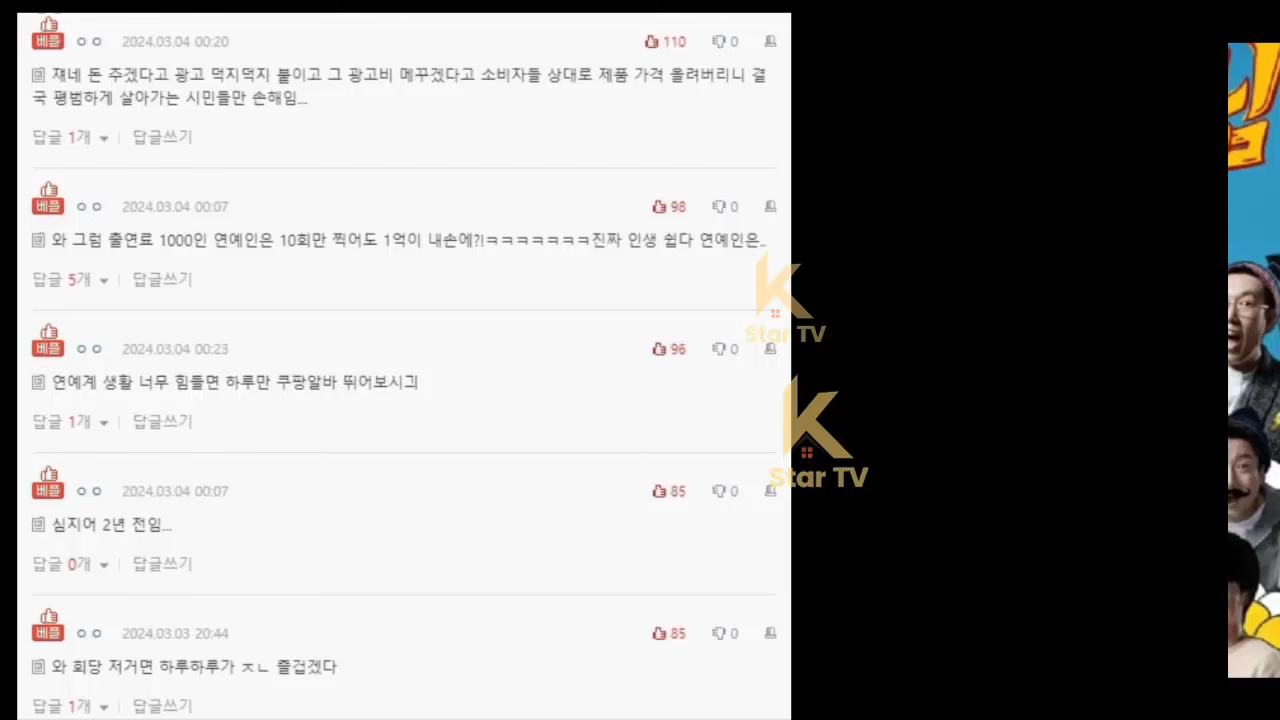 베플 ㅇㅇ 2024.03.04 00:20 110 0
쟤네 돈 주겠다고 광고 덕지덕지 붙이고 그 광고비 메꾸겠다고 소비자들 상대로 제품 가격 올려버리니 결
국 평범하게 살아가는 시민들만 손해임...
답글 1개 답글쓰기
베플 ㅇㅇ 2024.03.04 00:07 98 0
와 그럼 출연료 1000인 연예인은 10회만 찍어도 1억이 내손에?!ㅋㅋㅋㅋㅋㅋㅋ진짜 인생 쉽다 연예인은..
답글 5개 답글쓰기
베플 ㅇㅇ 2024.03.04 00:23 96 0
연예계 생활 너무 힘들면 하루만 쿠팡알바 뛰어보시긔
답글 1개 답글쓰기
베플 ㅇㅇ 2024.03.04 00:07 85 0
심지어 2년 전임...
답글 0개 답글쓰기
베플 ㅇㅇ 2024.03.03 20:44 85 0
와 회당 저거면 하루하루가 ㅈㄴ 즐겁겠다
답글 1개 답글쓰기
K
Star TV
K
Star TV